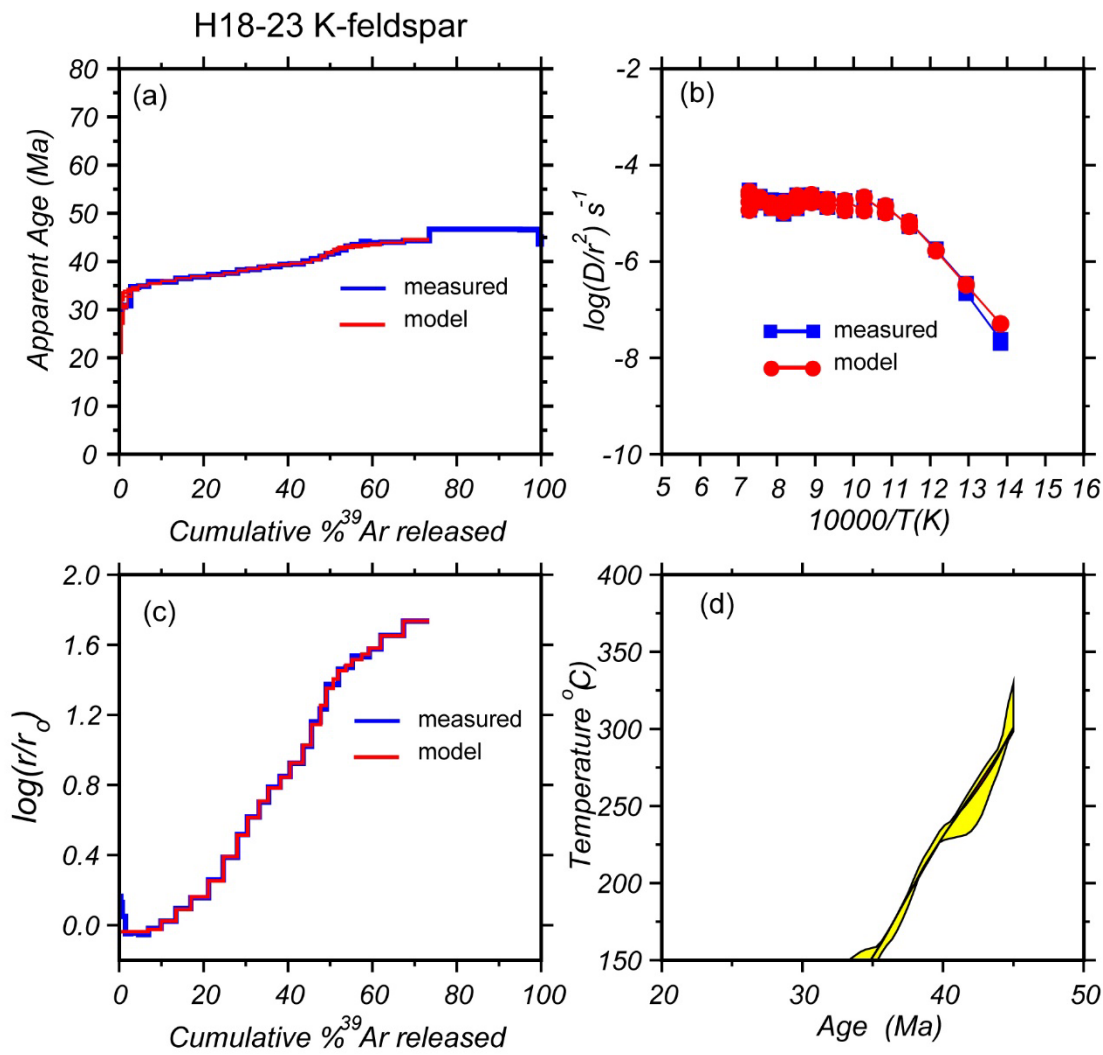 H18-23 K-feldspar
(a)
80
70
60
50
40
30
20
10
0
Apparent Age (Ma)
measured
model
0 20 40 60 80 100
Cumulative %³⁹Ar released
(b)
-2
-4
-6
-8
-10
log(D/r²) s⁻¹
measured
model
5 6 7 8 9 10 11 12 13 14 15 16
10000/T(K)
(c)
2.0
1.6
1.2
0.8
0.4
0.0
log(r/rₒ)
measured
model
0 20 40 60 80 100
Cumulative %³⁹Ar released
(d)
400
350
300
250
200
150
Temperature °(C)
20 30 40 50
Age (Ma)